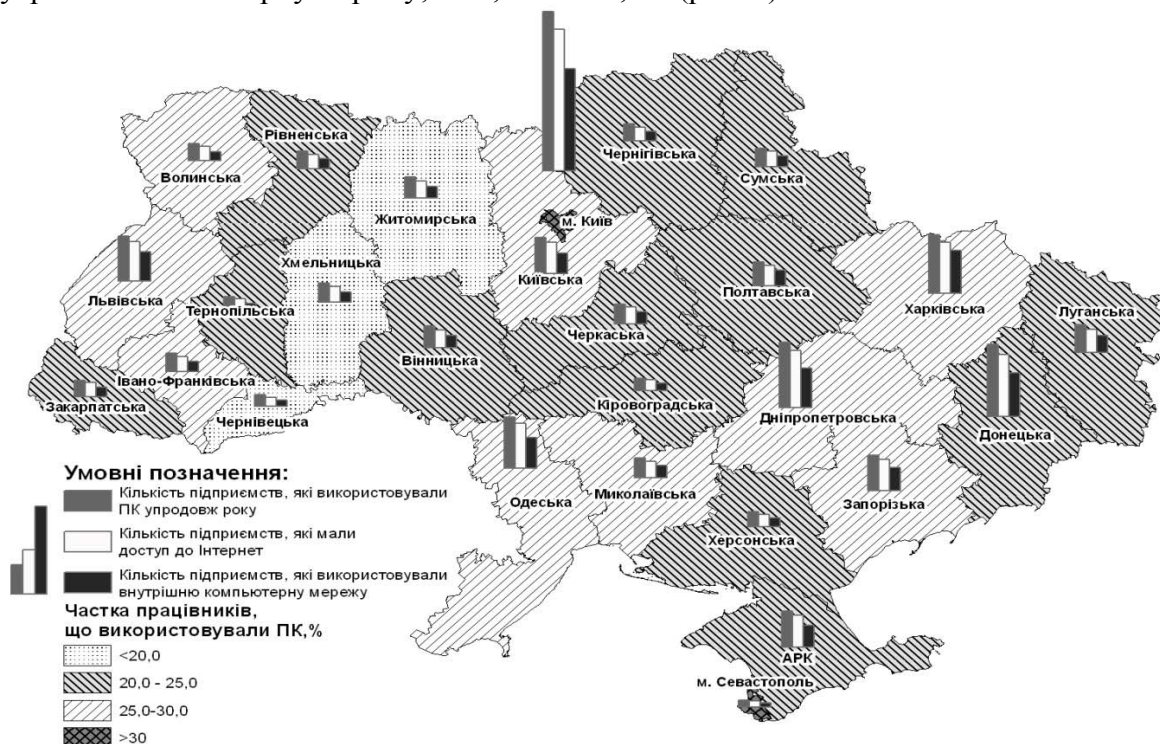 Рівненська
Чернігівська
Сумська
Волинська
Житомирська
м. Київ
Хмельницька
Київська
Львівська
Тернопільська
Полтавська
Харківська
Луганська
Черкаська
Вінницька
Івано-Франківська
Закарпатська
Чернівецька
Кіровоградська
Дніпропетровська
Донецька
Одеська
Миколаївська
Запорізька
Херсонська
АРК
м. Севастополь
Умовні позначення:
Кількість підприємств, які використовували
ПК упродовж року
Кількість підприємств, які мали
доступ до Інтернет
Кількість підприємств, які використовували
внутрішню компьютерну мережу
Частка працівників,
що використовували ПК,%
<20,0
20,0 - 25,0
25,0-30,0
>30